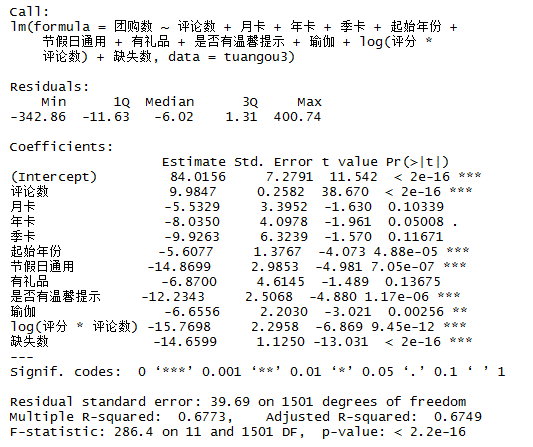 Call:
lm(formula = 团购数 ~ 评论数 + 月卡 + 年卡 + 季卡 + 起始年份 +
节假日通用 + 有礼品 + 是否有温馨提示 + 瑜伽 + log(评分 *
评论数) + 缺失数, data = tuangou3)
Residuals:
Min 1Q Median 3Q Max
-342.86 -11.63 -6.02 1.31 400.74
Coefficients:
Estimate Std. Error t value Pr(>|t|)
(Intercept) 84.0156 7.2791 11.542 < 2e-16 ***
评论数 9.9847 0.2582 38.670 < 2e-16 ***
月卡 -5.5329 3.3952 -1.630 0.10339
年卡 -8.0350 4.0978 -1.961 0.05008 .
季卡 -9.9263 6.3239 -1.570 0.11671
起始年份 -5.6077 1.3767 -4.073 4.88e-05 ***
节假日通用 -14.8699 2.9853 -4.981 7.05e-07 ***
有礼品 -6.8700 4.6145 -1.489 0.13675
是否有温馨提示 -12.2343 2.5068 -4.880 1.17e-06 ***
瑜伽 -6.6556 2.2030 -3.021 0.00256 **
log(评分 * 评论数) -15.7698 2.2958 -6.869 9.45e-12 ***
缺失数 -14.6599 1.1250 -13.031 < 2e-16 ***
---
Signif. codes: 0 ‘***’ 0.001 ‘**’ 0.01 ‘*’ 0.05 ‘.’ 0.1 ‘ ’ 1
Residual standard error: 39.69 on 1501 degrees of freedom
Multiple R-squared: 0.6773, Adjusted R-squared: 0.6749
F-statistic: 286.4 on 11 and 1501 DF, p-value: < 2.2e-16